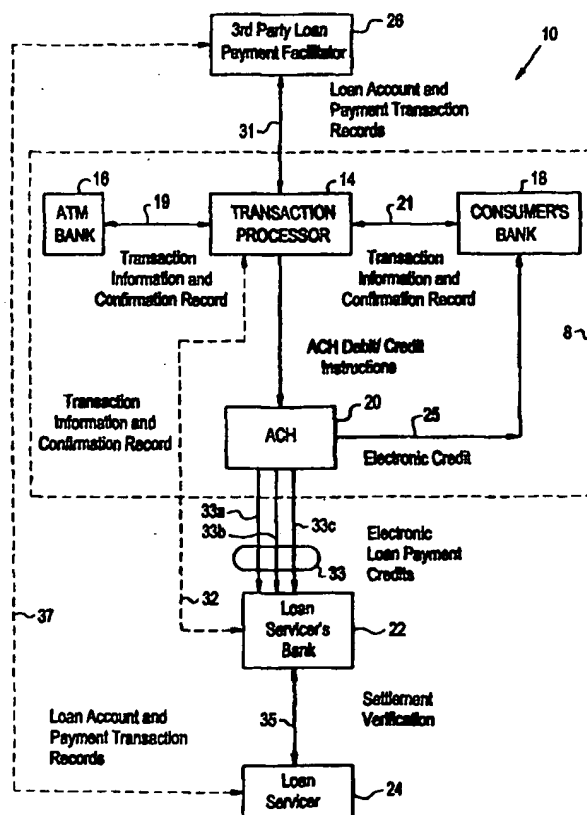 26
3rd Party Loan
Payment Facilitator
10
Loan Account and
Payment Transaction
Records
31
16
14
18
ATM
BANK
19
TRANSACTION
PROCESSOR
21
CONSUMER'S
BANK
Transaction
Information and
Confirmation Record
Transaction
Information and
Confirmation Record
8
ACH Debit/ Credit
Instructions
Transaction
Information and
Confirmation Record
20
ACH
25
Electronic Credit
33a
33b
33c
Electronic
Loan Payment
Credits
33
32
37
Loan
Servicer's
Bank
22
Settlement
Verification
35
Loan Account and
Payment Transaction
Records
Loan
Servicer
24